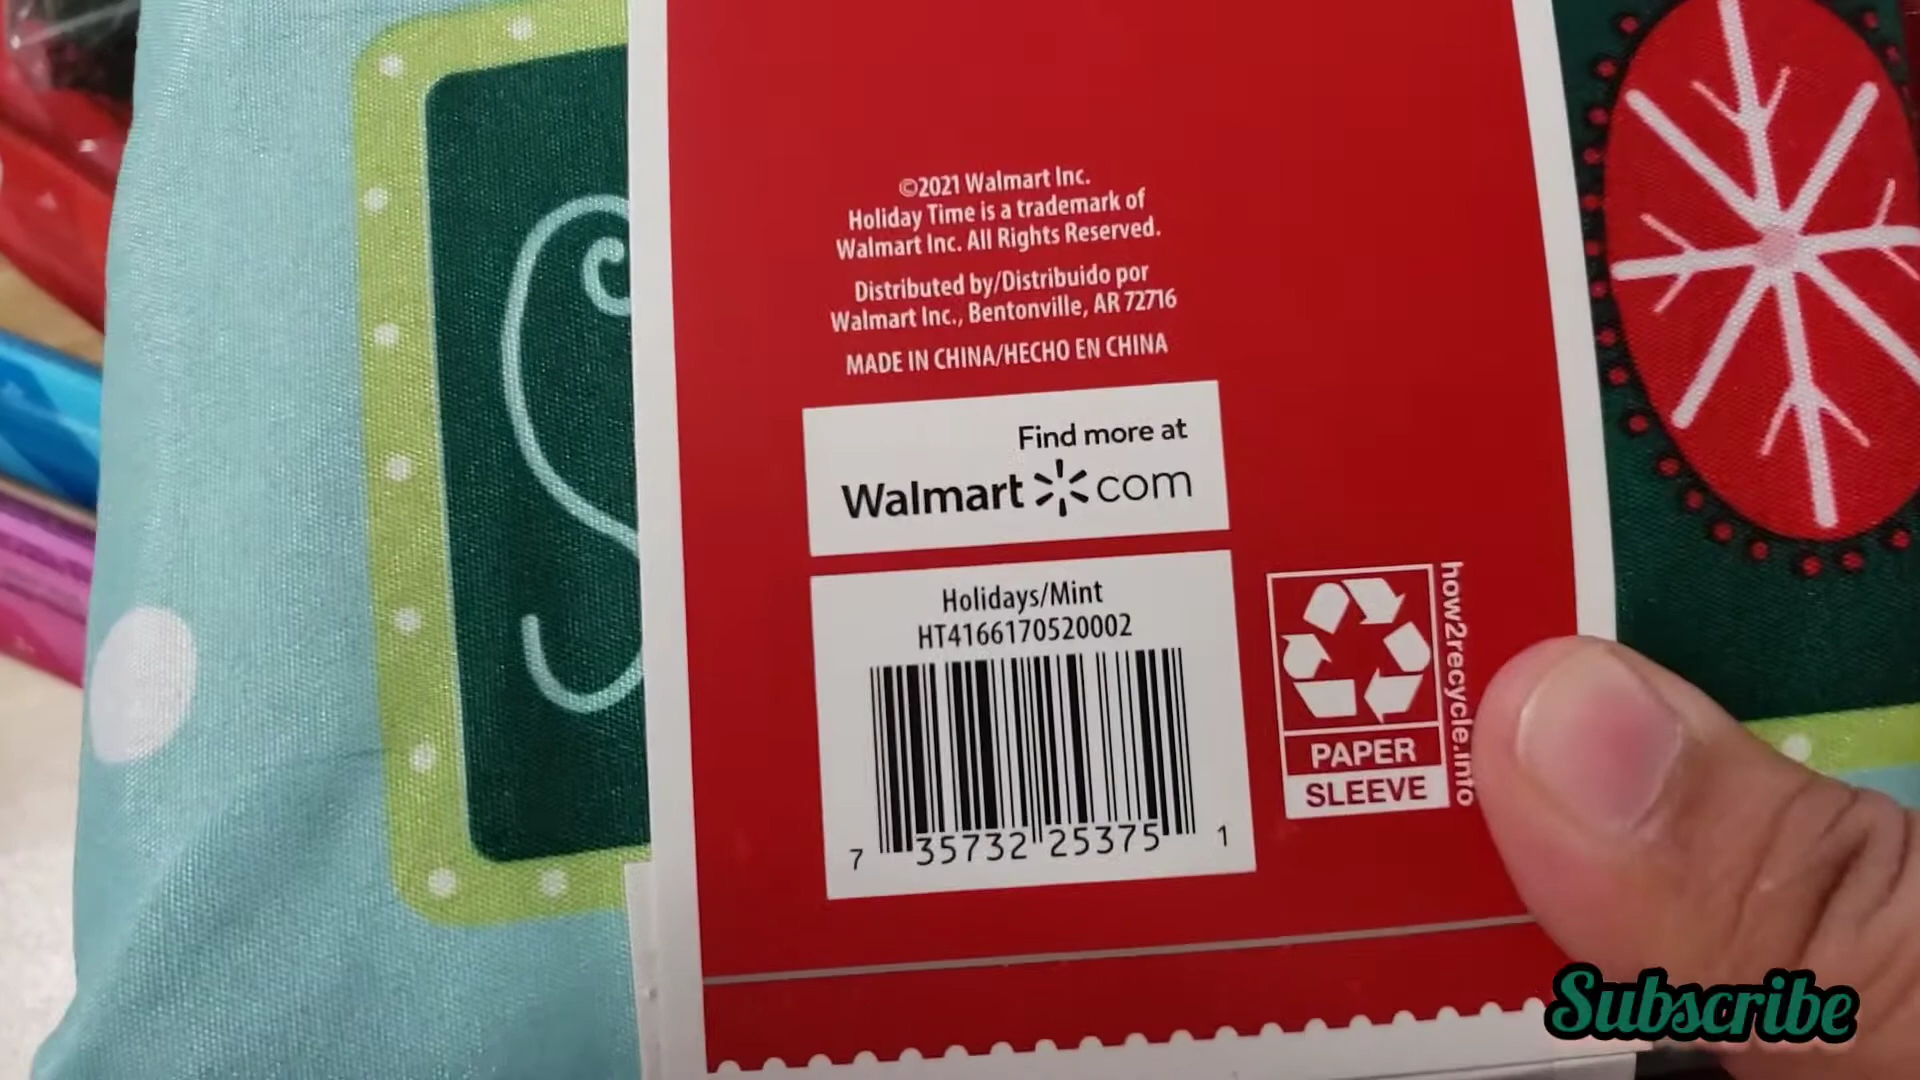 ©2021 Walmart Inc.
Holiday Time is a trademark of
Walmart Inc. All Rights Reserved.
Distributed by/Distribuido por
Walmart Inc., Bentonville, AR 72716
MADE IN CHINA/HECHO EN CHINA
Find more at
Walmart com
Holidays/Mint
HT4166170520002
7 35732 25375 1
PAPER
SLEEVE
how2recycle.info
Subscribe